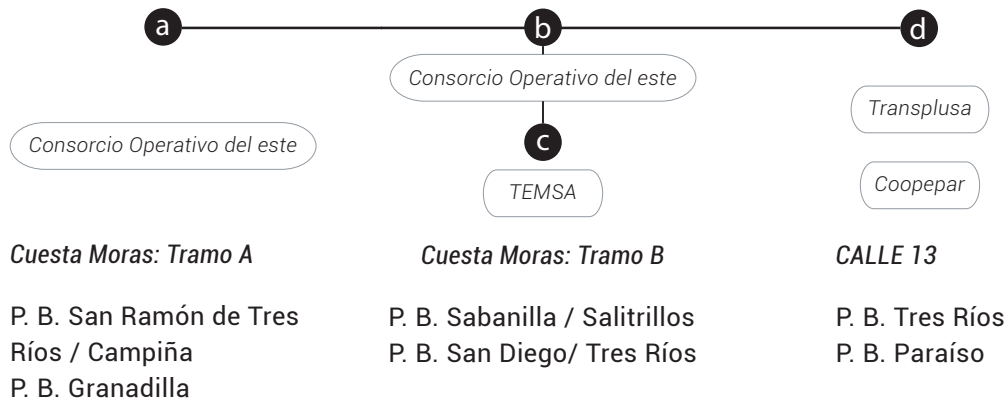 a
b
d
Consorcio Operativo del este
Consorcio Operativo del este
Transplusa
c
TEMSA
Coopepar
Cuesta Moras: Tramo A
Cuesta Moras: Tramo B
CALLE 13
P. B. San Ramón de Tres
Ríos / Campiña
P. B. Granadilla
P. B. Sabanilla / Salitrillos
P. B. San Diego/ Tres Ríos
P. B. Tres Ríos
P. B. Paraíso